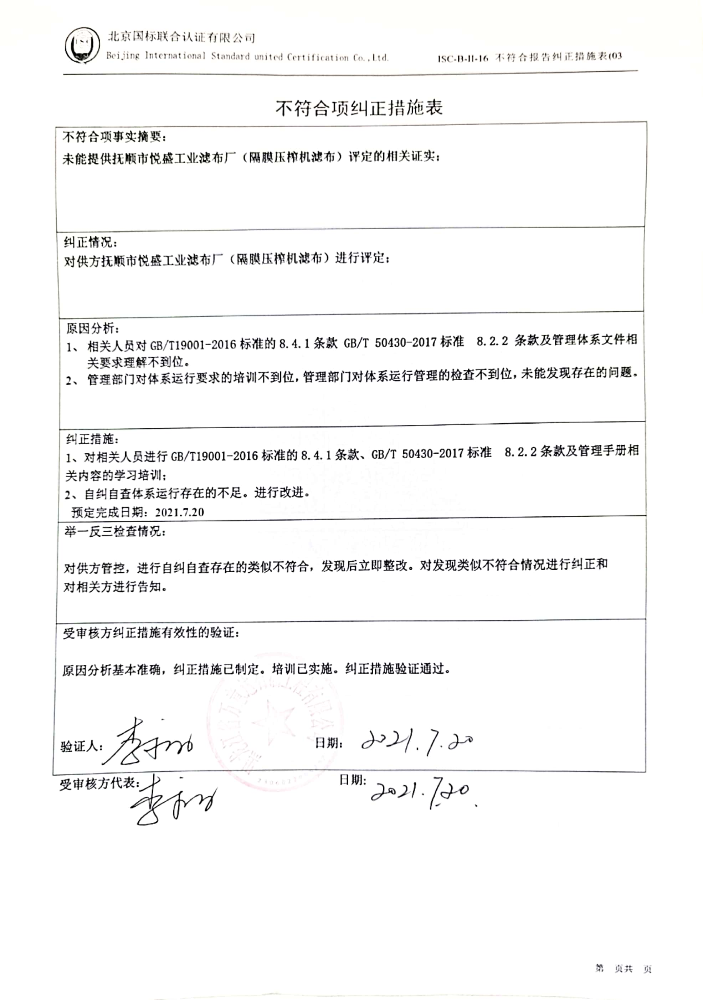 北京国标联合认证有限公司
Beijing International Standard united Certification Co.,Ltd.
ISC-B-II-16 不符合报告纠正措施表(03
不符合项纠正措施表
不符合项事实摘要：
未能提供抚顺市悦盛工业滤布厂（隔膜压榨机滤布）评定的相关证实；
纠正情况：
对供方抚顺市悦盛工业滤布厂（隔膜压榨机滤布）进行评定；
原因分析：
1、 相关人员对 GB/T19001-2016 标准的 8.4.1 条款 GB/T 50430-2017 标准 8.2.2 条款及管理体系文件相
关要求理解不到位。
2、 管理部门对体系运行要求的培训不到位，管理部门对体系运行管理的检查不到位，未能发现存在的问题。
纠正措施：
1、对相关人员进行 GB/T19001-2016 标准的 8.4.1 条款、GB/T 50430-2017 标准 8.2.2 条款及管理手册相
关内容的学习培训；
2、自纠自查体系运行存在的不足。进行改进。
预定完成日期：2021.7.20
举一反三检查情况：
对供方管控，进行自纠自查存在的类似不符合，发现后立即整改。对发现类似不符合情况进行纠正和
对相关方进行告知。
受审核方纠正措施有效性的验证：
原因分析基本准确，纠正措施已制定。培训已实施。纠正措施验证通过。
验证人： 李 日期： 2021.7.20
受审核方代表： 李 日期： 2021.7.20
第 页共 页